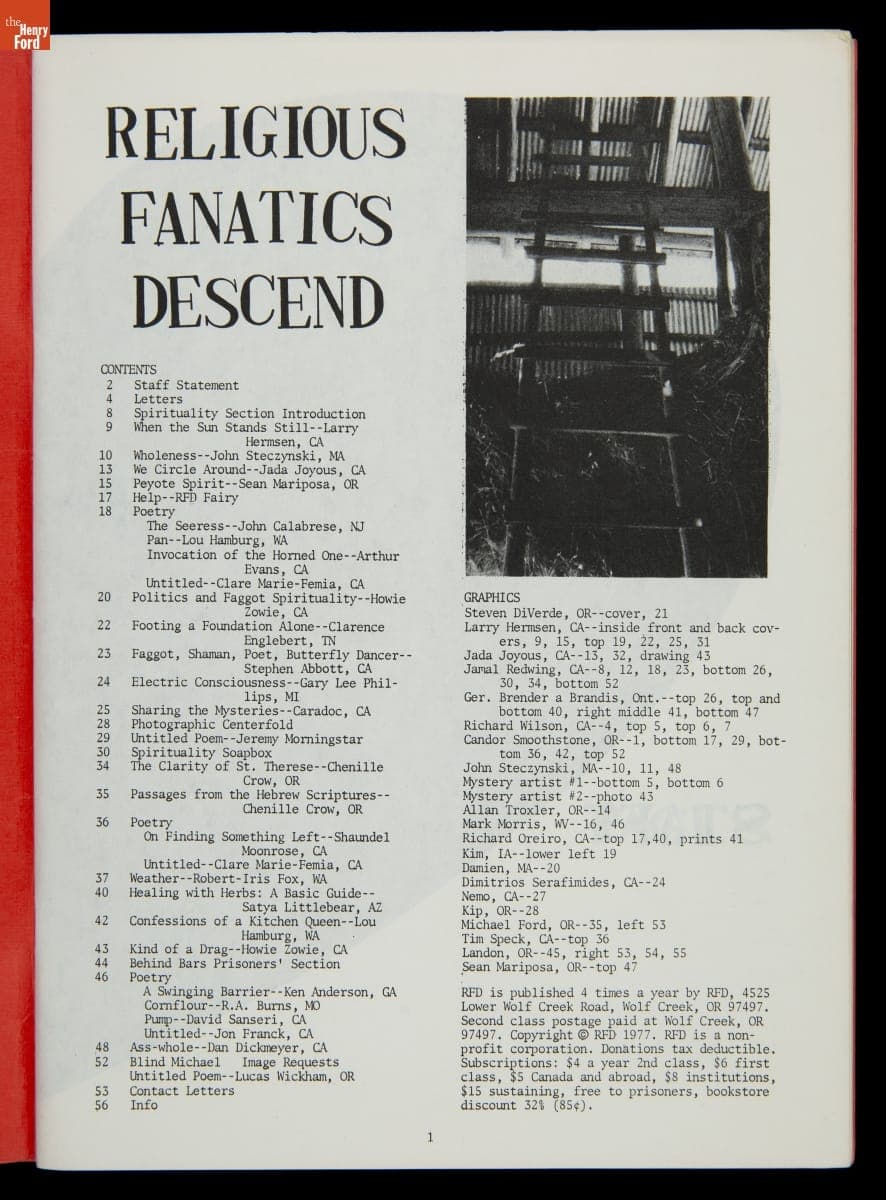 the
Henry
Ford
RELIGIOUS
FANATICS
DESCEND
CONTENTS
2 Staff Statement
4 Letters
8 Spirituality Section Introduction
9 When the Sun Stands Still--Larry
Hermsen, CA
10 Wholeness--John Steczynski, MA
13 We Circle Around--Jada Joyous, CA
15 Peyote Spirit--Sean Mariposa, OR
17 Help--RFD Fairy
18 Poetry
The Seeress--John Calabrese, NJ
Pan--Lou Hamburg, WA
Invocation of the Horned One--Arthur
Evans, CA
Untitled--Clare Marie-Femia, CA
20 Politics and Faggot Spirituality--Howie
Zowie, CA
22 Footing a Foundation Alone--Clarence
Englebert, TN
23 Faggot, Shaman, Poet, Butterfly Dancer--
Stephen Abbott, CA
24 Electric Consciousness--Gary Lee Phil-
lips, MI
25 Sharing the Mysteries--Caradoc, CA
28 Photographic Centerfold
29 Untitled Poem--Jeremy Morningstar
30 Spirituality Soapbox
34 The Clarity of St. Therese--Chenille
Crow, OR
35 Passages from the Hebrew Scriptures--
Chenille Crow, OR
36 Poetry
On Finding Something Left--Shaundel
Moonrose, CA
Untitled--Clare Marie-Femia, CA
37 Weather--Robert-Iris Fox, WA
40 Healing with Herbs: A Basic Guide--
Satya Littlebear, AZ
42 Confessions of a Kitchen Queen--Lou
Hamburg, WA
43 Kind of a Drag--Howie Zowie, CA
44 Behind Bars Prisoners' Section
46 Poetry
A Swinging Barrier--Ken Anderson, GA
Cornflour--R.A. Burns, MO
Pump--David Sanseri, CA
Untitled--Jon Franck, CA
48 Ass-whole--Dan Dickmeyer, CA
52 Blind Michael Image Requests
Untitled Poem--Lucas Wickham, OR
53 Contact Letters
56 Info
GRAPHICS
Steven DiVerde, OR--cover, 21
Larry Hermsen, CA--inside front and back cov-
ers, 9, 15, top 19, 22, 25, 31
Jada Joyous, CA--13, 32, drawing 43
Jamal Redwing, CA--8, 12, 18, 23, bottom 26,
30, 34, bottom 52
Ger. Brender a Brandis, Ont.--top 26, top and
bottom 40, right middle 41, bottom 47
Richard Wilson, CA--4, top 5, top 6, 7
Candor Smoothstone, OR--1, bottom 17, 29, bot-
tom 36, 42, top 52
John Steczynski, MA--10, 11, 48
Mystery artist #1--bottom 5, bottom 6
Mystery artist #2--photo 43
Allan Troxler, OR--14
Mark Morris, WV--16, 46
Richard Oreiro, CA--top 17,40, prints 41
Kim, IA--lower left 19
Damien, MA--20
Dimitrios Serafimides, CA--24
Nemo, CA--27
Kip, OR--28
Michael Ford, OR--35, left 53
Tim Speck, CA--top 36
Landon, OR--45, right 53, 54, 55
Sean Mariposa, OR--top 47
RFD is published 4 times a year by RFD, 4525
Lower Wolf Creek Road, Wolf Creek, OR 97497.
Second class postage paid at Wolf Creek, OR
97497. Copyright © RFD 1977. RFD is a non-
profit corporation. Donations tax deductible.
Subscriptions: $4 a year 2nd class, $6 first
class, $5 Canada and abroad, $8 institutions,
$15 sustaining, free to prisoners, bookstore
discount 32% (85¢).
1